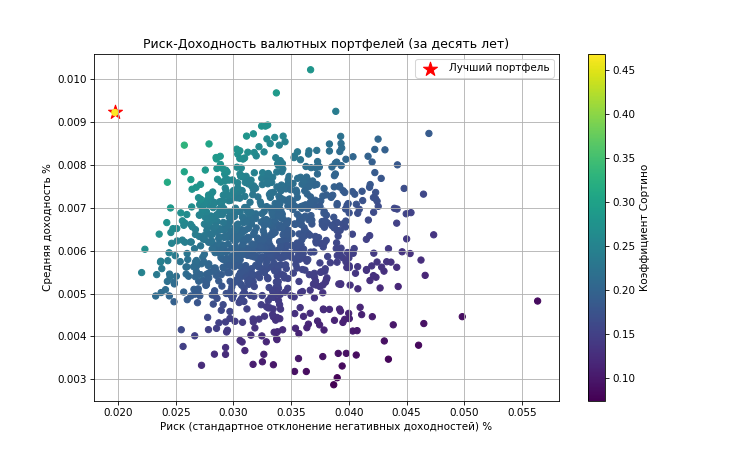 Риск-Доходность валютных портфелей (за десять лет)
Лучший портфель
0.010
0.009
0.008
0.007
0.006
0.005
0.004
0.003
Средняя доходность %
0.020 0.025 0.030 0.035 0.040 0.045 0.050 0.055
Риск (стандартное отклонение негативных доходностей) %
0.45
0.40
0.35
0.30
0.25
0.20
0.15
0.10
Коэффициент Сортино